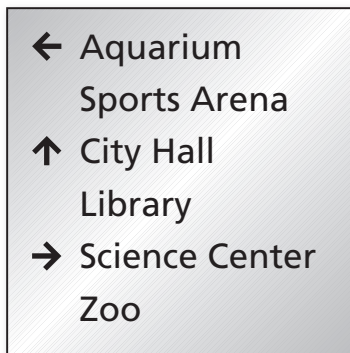 ← Aquarium
Sports Arena
↑ City Hall
Library
→ Science Center
Zoo